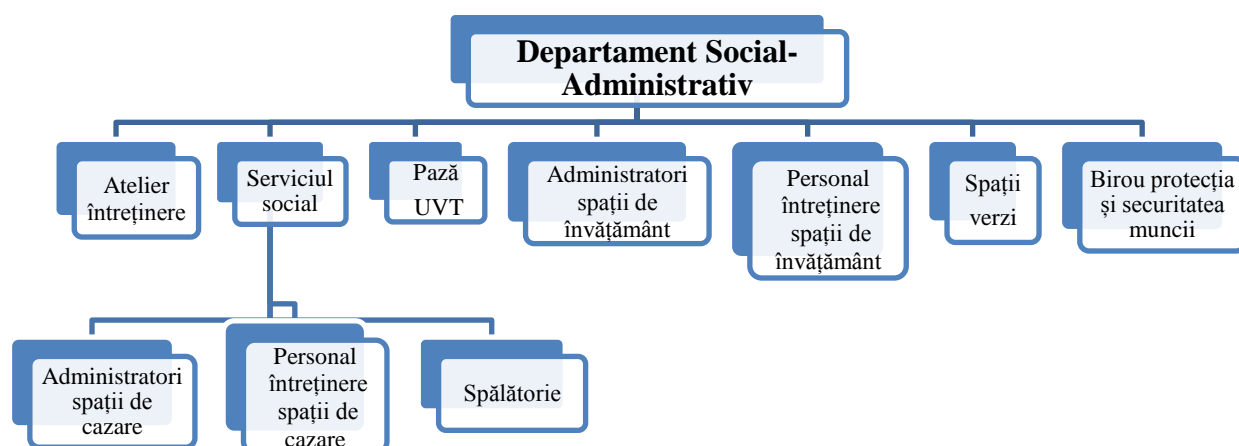 Departament Social-
Administrativ
Atelier
întreținere
Serviciul
social
Pază
UVT
Administratori
spații de
învățământ
Personal
întreținere
spații de
învățământ
Spații
verzi
Birou protecția
și securitatea
muncii
Administratori
spații de
cazare
Personal
întreținere
spații de
cazare
Spălătorie